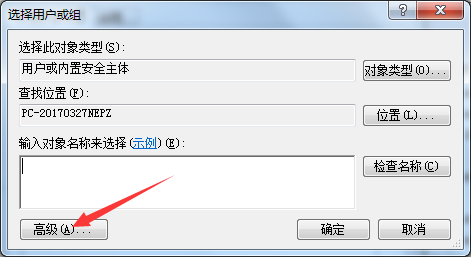 选择用户或组
选择此对象类型(S):
用户或内置安全主体
对象类型(O)...
查找位置(F):
PC-20170327NEPZ
位置(L)...
输入对象名称来选择(示例)(E):
检查名称(C)
高级(A)...
确定
取消